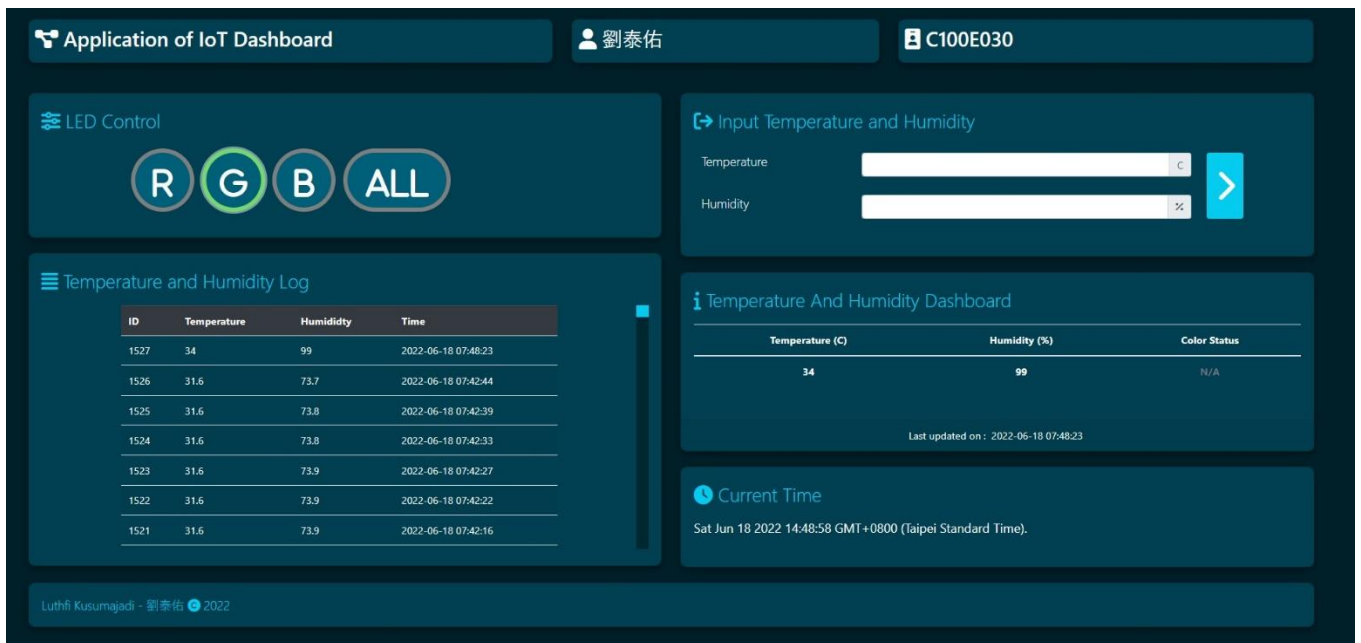 Application of IoT Dashboard
劉泰佑
C100E030
LED Control
R G B ALL
Temperature and Humidity Log
ID Temperature Humididty Time
1527 34 99 2022-06-18 07:48:23
1526 31.6 73.7 2022-06-18 07:42:44
1525 31.6 73.8 2022-06-18 07:42:39
1524 31.6 73.8 2022-06-18 07:42:33
1523 31.6 73.9 2022-06-18 07:42:27
1522 31.6 73.9 2022-06-18 07:42:22
1521 31.6 73.9 2022-06-18 07:42:16
Input Temperature and Humidity
Temperature C
Humidity %
Temperature And Humidity Dashboard
Temperature (C) Humidity (%) Color Status
34 99 N/A
Last updated on : 2022-06-18 07:48:23
Current Time
Sat Jun 18 2022 14:48:58 GMT+0800 (Taipei Standard Time).
Luthfi Kusumajadi - 劉泰佑 © 2022